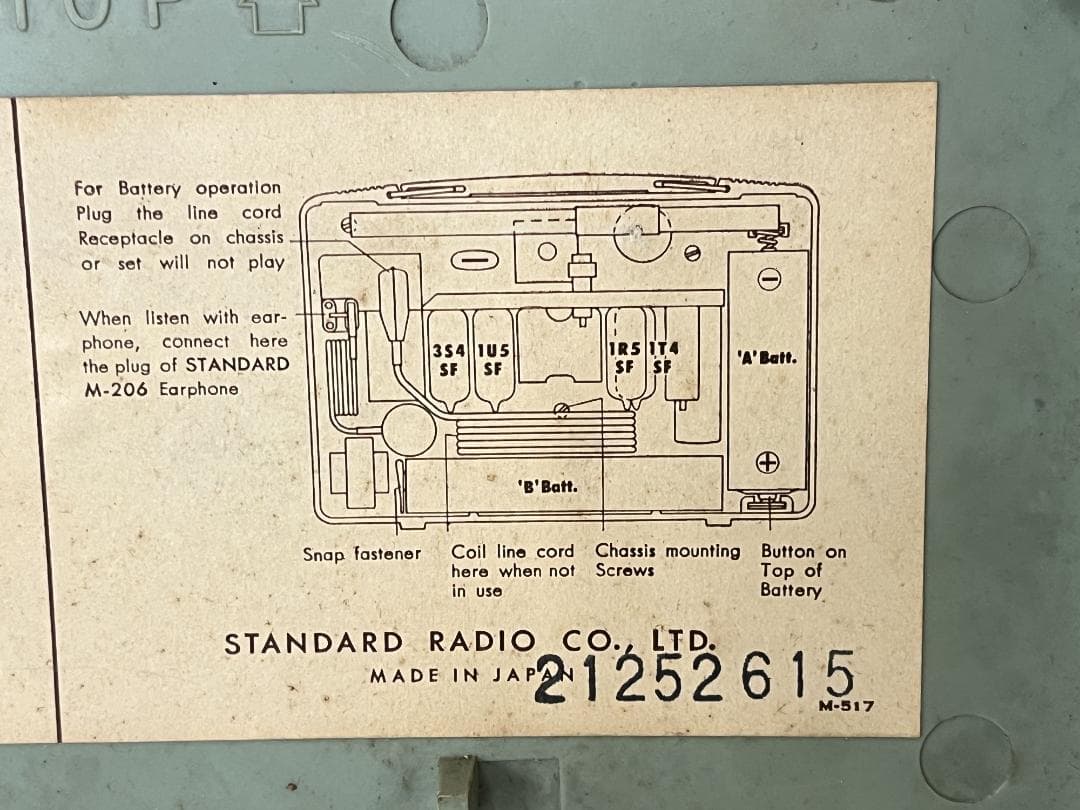 TOP
For Battery operation
Plug the line cord
Receptacle on chassis
or set will not play
When listen with ear-
phone, connect here
the plug of STANDARD
M-206 Earphone
3S4 1U5 1R5 1T4
SF SF SF SF
'A' Batt.
'B' Batt.
Snap fastener
Coil line cord
here when not
in use
Chassis mounting
Screws
Button on
Top of
Battery
STANDARD RADIO CO., LTD.
MADE IN JAPAN
21252615
M-517